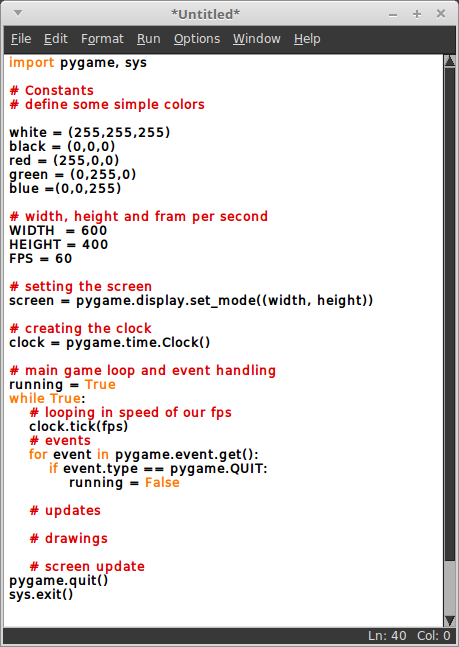 *Untitled*
File Edit Format Run Options Window Help
import pygame, sys
# Constants
# define some simple colors
white = (255,255,255)
black = (0,0,0)
red = (255,0,0)
green = (0,255,0)
blue =(0,0,255)
# width, height and fram per second
WIDTH  = 600
HEIGHT = 400
FPS = 60
# setting the screen
screen = pygame.display.set_mode((width, height))
# creating the clock
clock = pygame.time.Clock()
# main game loop and event handling
running = True
while True:
    # looping in speed of our fps
    clock.tick(fps)
    # events
    for event in pygame.event.get():
        if event.type == pygame.QUIT:
            running = False
    # updates
    # drawings
    # screen update
pygame.quit()
sys.exit()
Ln: 40 Col: 0